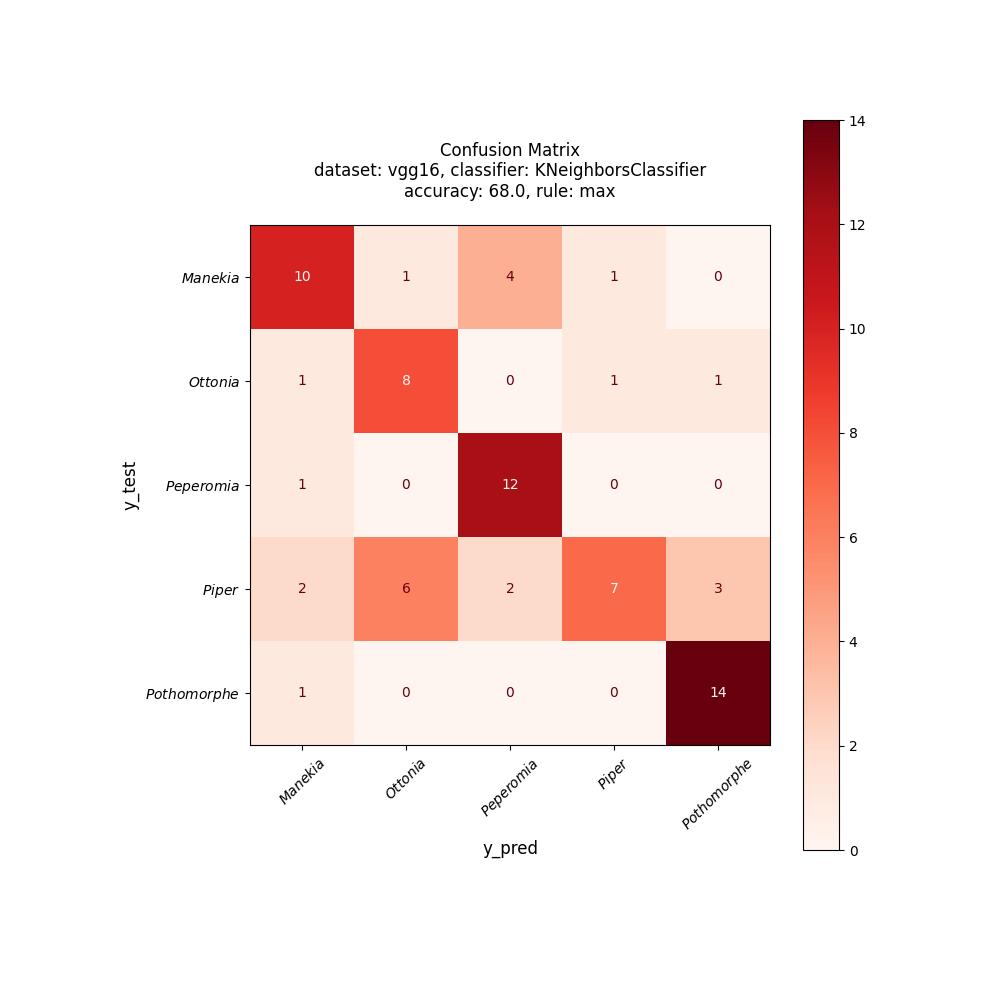 Confusion Matrix
dataset: vgg16, classifier: KNeighborsClassifier
accuracy: 68.0, rule: max
14
12
10
8
6
4
2
0
y_test
Manekia 10 1 4 1 0
Ottonia 1 8 0 1 1
Peperomia 1 0 12 0 0
Piper 2 6 2 7 3
Pothomorphe 1 0 0 0 14
Manekia Ottonia Peperomia Piper Pothomorphe
y_pred